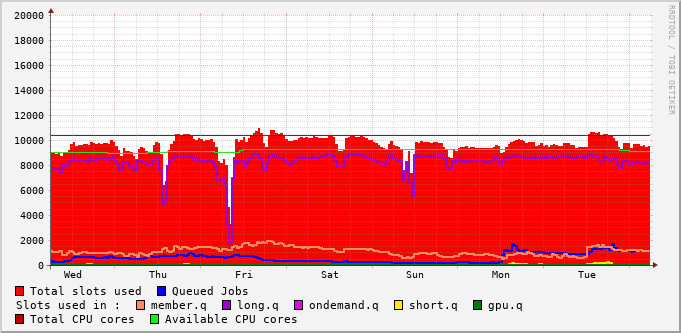 20000
18000
16000
14000
12000
10000
8000
6000
4000
2000
0
Wed Thu Fri Sat Sun Mon Tue
RRDTOOL / TOBI OETIKER
Total slots used Queued Jobs
Slots used in : member.q long.q ondemand.q short.q gpu.q
Total CPU cores Available CPU cores